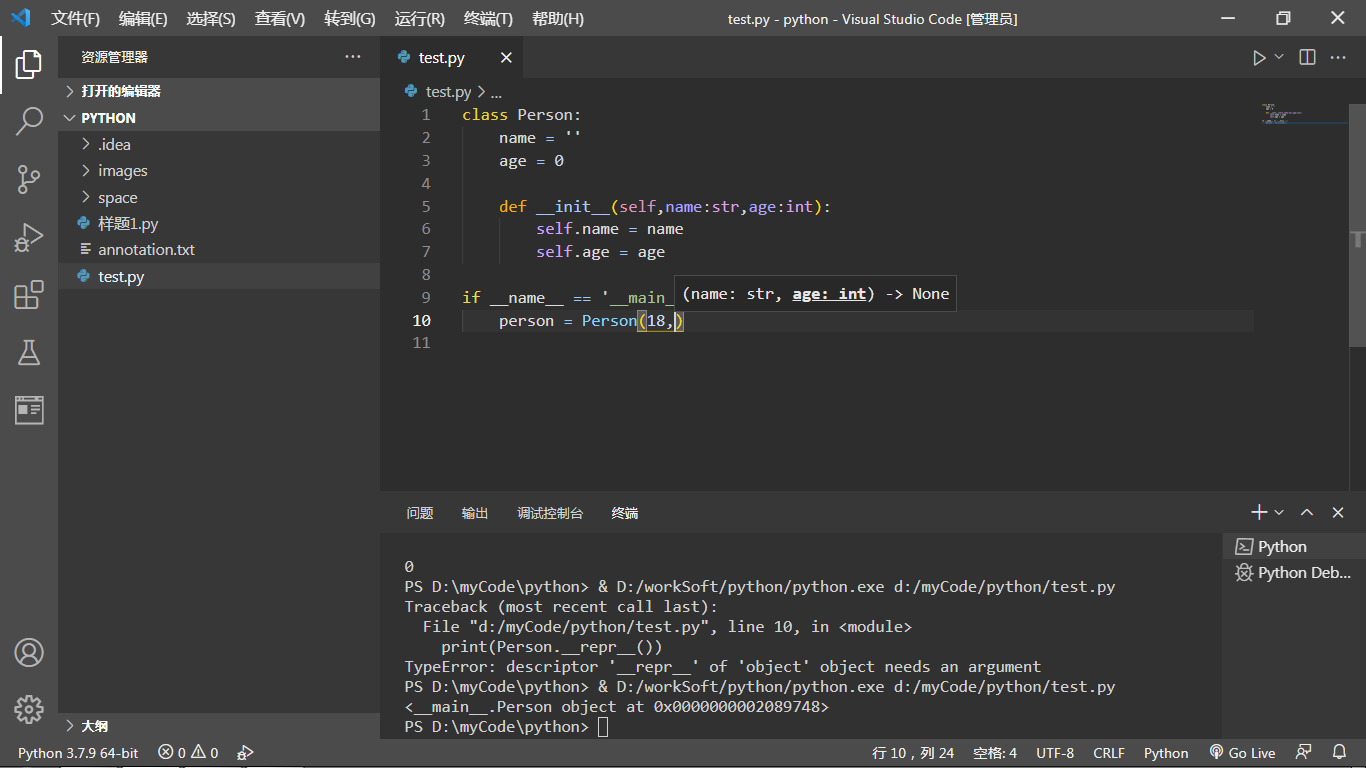 文件(F) 编辑(E) 选择(S) 查看(V) 转到(G) 运行(R) 终端(T) 帮助(H) test.py - python - Visual Studio Code [管理员]
资源管理器 ···
打开的编辑器
PYTHON
.idea
images
space
样题1.py
annotation.txt
test.py
大纲
test.py
test.py > ...
1 class Person:
2 name = ''
3 age = 0
4
5 def __init__(self,name:str,age:int):
6 self.name = name
7 self.age = age
8
9 if __name__ == '__main_
(name: str, age: int) -> None
10 person = Person(18,)
11
问题 输出 调试控制台 终端
0
PS D:\myCode\python> & D:/workSoft/python/python.exe d:/myCode/python/test.py
Traceback (most recent call last):
File "d:/myCode/python/test.py", line 10, in <module>
print(Person.__repr__())
TypeError: descriptor '__repr__' of 'object' object needs an argument
PS D:\myCode\python> & D:/workSoft/python/python.exe d:/myCode/python/test.py
<__main__.Person object at 0x0000000002089748>
PS D:\myCode\python>
Python
Python Deb...
Python 3.7.9 64-bit 0 0 行 10，列 24 空格: 4 UTF-8 CRLF Python Go Live